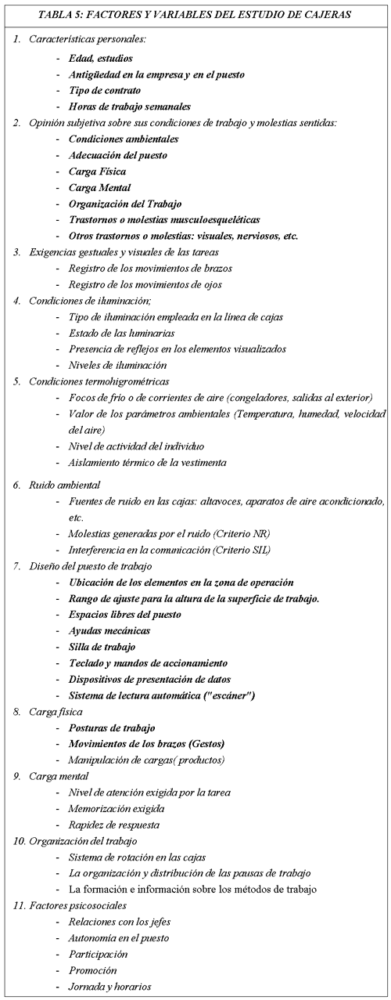 TABLA 5: FACTORES Y VARIABLES DEL ESTUDIO DE CAJERAS
1. Características personales:
- Edad, estudios
- Antigüedad en la empresa y en el puesto
- Tipo de contrato
- Horas de trabajo semanales
2. Opinión subjetiva sobre sus condiciones de trabajo y molestias sentidas:
- Condiciones ambientales
- Adecuación del puesto
- Carga Física
- Carga Mental
- Organización del Trabajo
- Trastornos o molestias musculoesqueléticas
- Otros trastornos o molestias: visuales, nerviosos, etc.
3. Exigencias gestuales y visuales de las tareas
- Registro de los movimientos de brazos
- Registro de los movimientos de ojos
4. Condiciones de iluminación;
- Tipo de iluminación empleada en la línea de cajas
- Estado de las luminarias
- Presencia de reflejos en los elementos visualizados
- Niveles de iluminación
5. Condiciones termohigrométricas
- Focos de frío o de corrientes de aire (congeladores, salidas al exterior)
- Valor de los parámetros ambientales (Temperatura, humedad, velocidad
del aire)
- Nivel de actividad del individuo
- Aislamiento térmico de la vestimenta
6. Ruido ambiental
- Fuentes de ruido en las cajas: altavoces, aparatos de aire acondicionado,
etc.
- Molestias generadas por el ruido (Criterio NR)
- Interferencia en la comunicación (Criterio SIL)
7. Diseño del puesto de trabajo
- Ubicación de los elementos en la zona de operación
- Rango de ajuste para la altura de la superficie de trabajo.
- Espacios libres del puesto
- Ayudas mecánicas
- Silla de trabajo
- Teclado y mandos de accionamiento
- Dispositivos de presentación de datos
- Sistema de lectura automática ("escáner")
8. Carga física
- Posturas de trabajo
- Movimientos de los brazos (Gestos)
- Manipulación de cargas( productos)
9. Carga mental
- Nivel de atención exigida por la tarea
- Memorización exigida
- Rapidez de respuesta
10. Organización del trabajo
- Sistema de rotación en las cajas
- La organización y distribución de las pausas de trabajo
- La formación e información sobre los métodos de trabajo
11. Factores psicosociales
- Relaciones con los jefes
- Autonomía en el puesto
- Participación
- Promoción
- Jornada y horarios